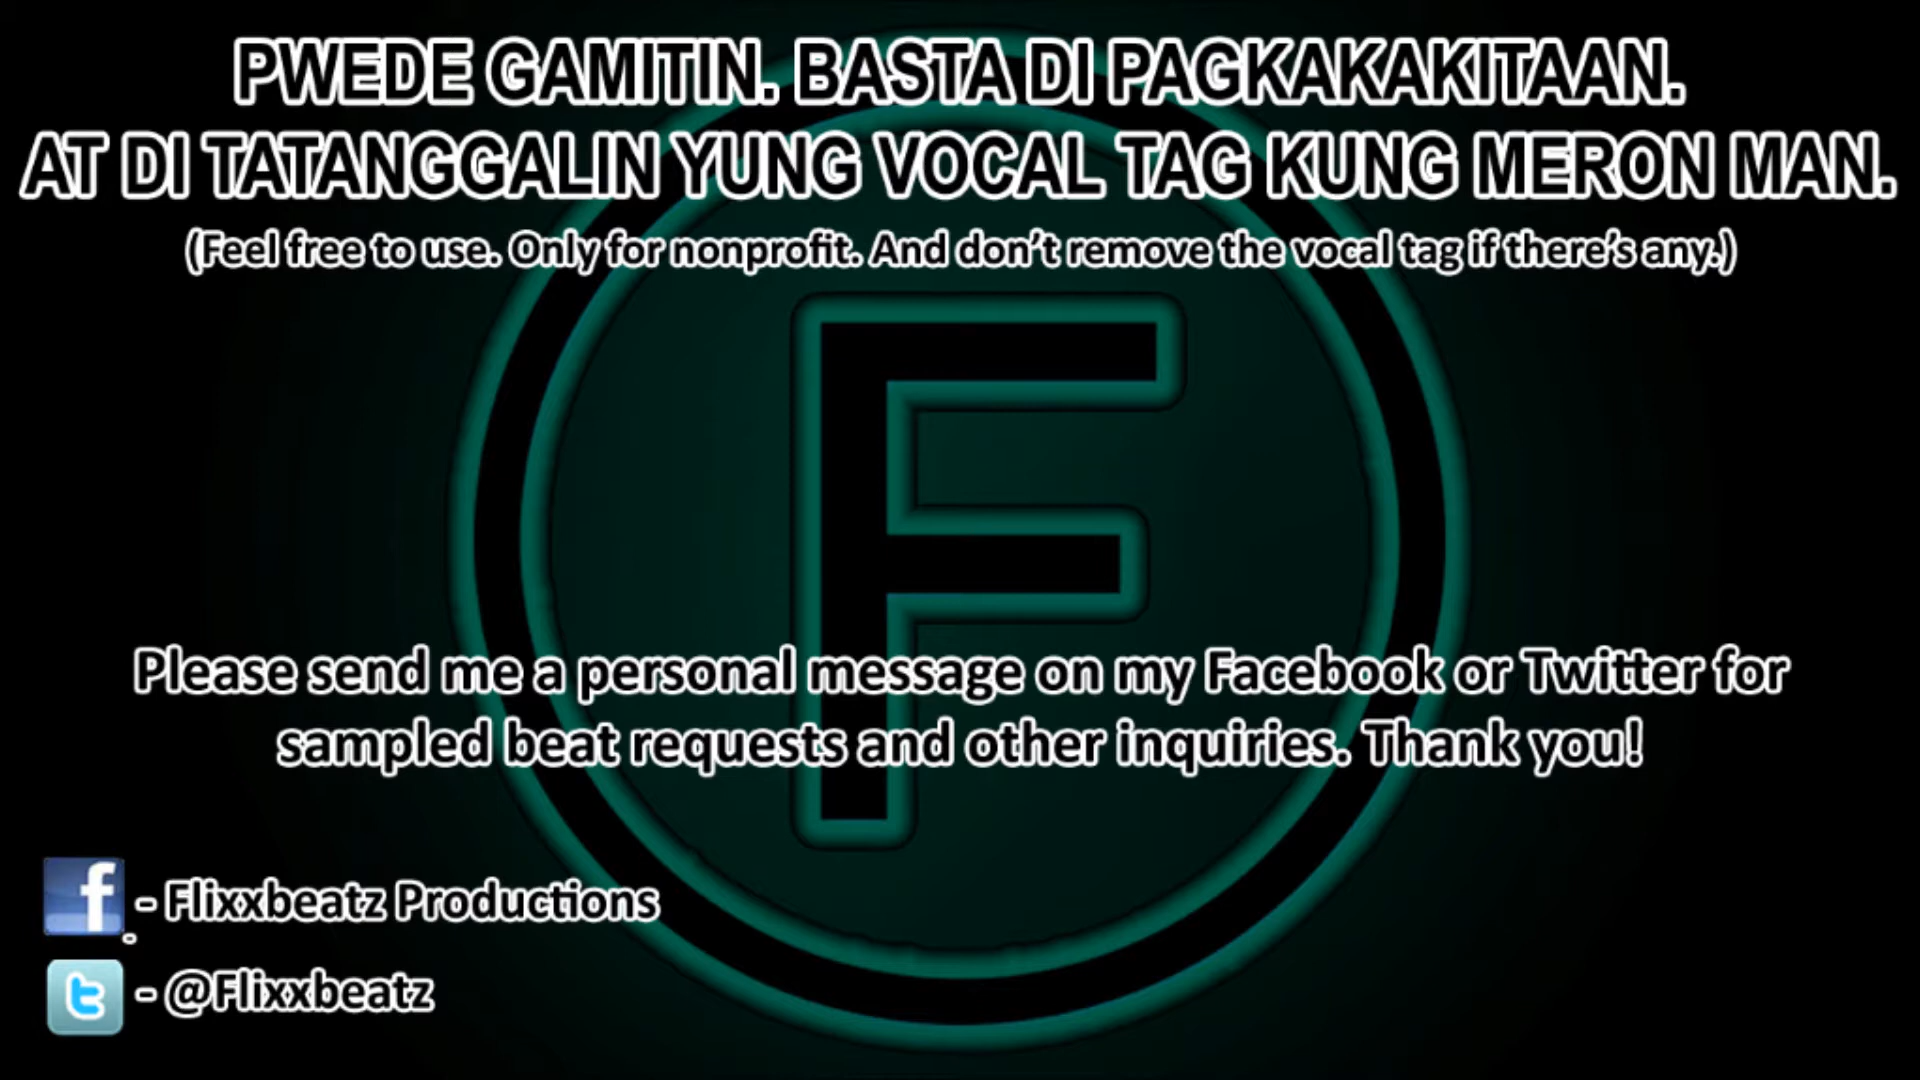 PWEDE GAMITIN. BASTA DI PAGKAKAKITAAN.
AT DI TATANGGALIN YUNG VOCAL TAG KUNG MERON MAN.
(Feel free to use. Only for nonprofit. And don't remove the vocal tag if there's any.)
F
Please send me a personal message on my Facebook or Twitter for
sampled beat requests and other inquiries. Thank you!
f - Flixxbeatz Productions
-
t - @Flixxbeatz